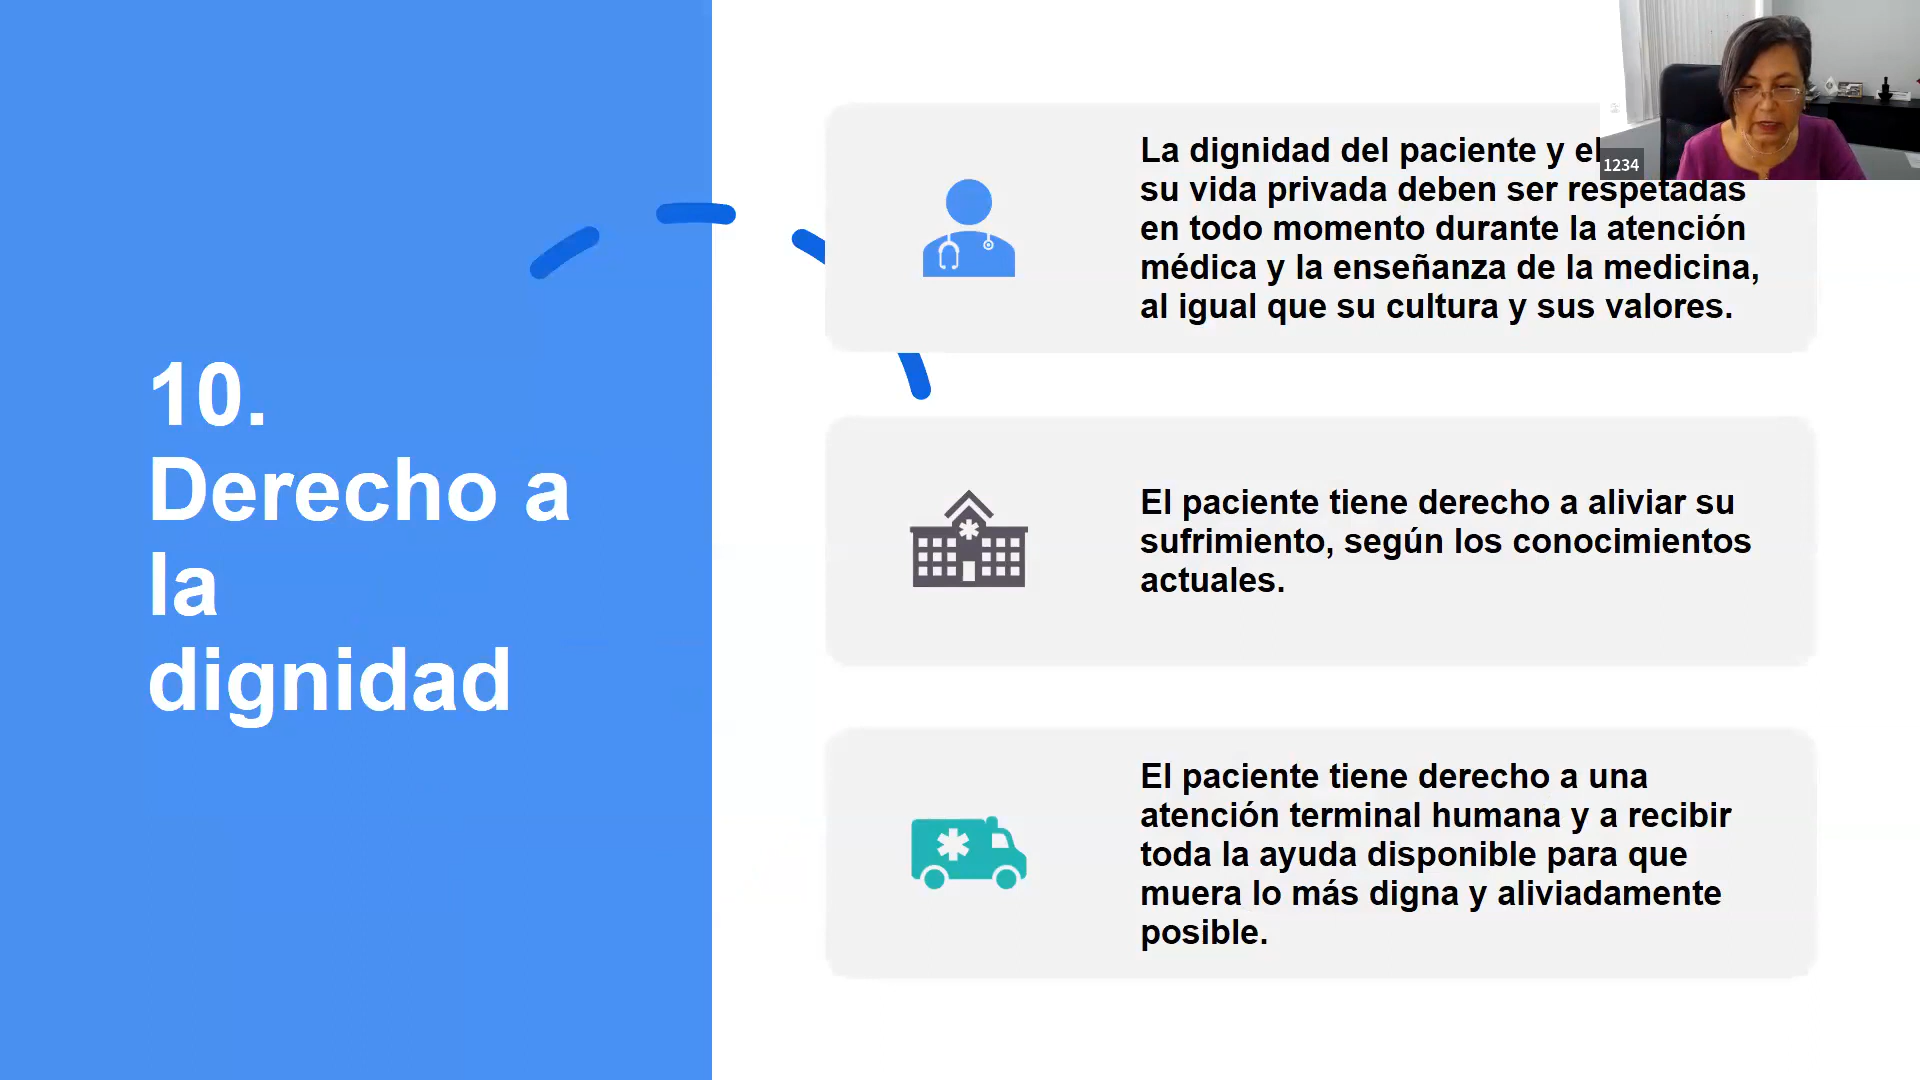 10.
Derecho a
la
dignidad
La dignidad del paciente y el
su vida privada deben ser respetadas
en todo momento durante la atención
médica y la enseñanza de la medicina,
al igual que su cultura y sus valores.
El paciente tiene derecho a aliviar su
sufrimiento, según los conocimientos
actuales.
El paciente tiene derecho a una
atención terminal humana y a recibir
toda la ayuda disponible para que
muera lo más digna y aliviadamente
posible.
1234